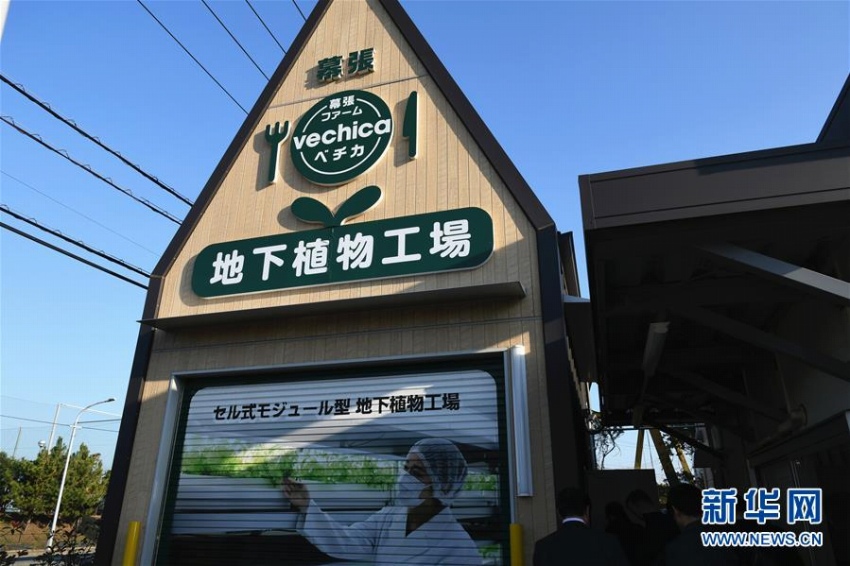 幕張
幕張
ファーム
vechica
ベチカ
地下植物工場
セル式モジュール型 地下植物工場
新华网
WWW.NEWS.CN